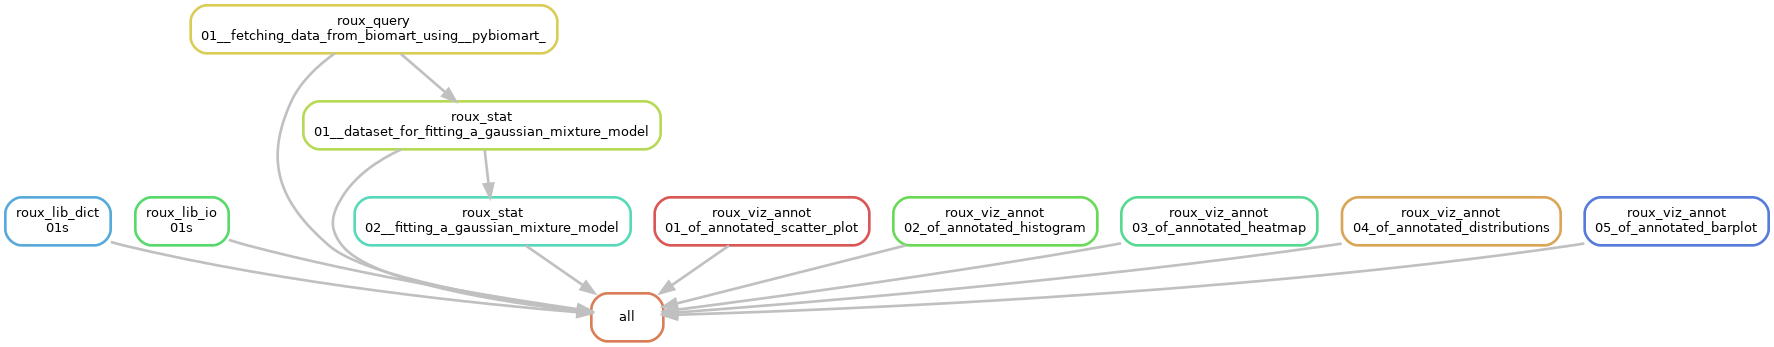 roux_query
01__fetching_data_from_biomart_using__pybiomart_
roux_stat
01__dataset_for_fitting_a_gaussian_mixture_model
roux_lib_dict
01s
roux_lib_io
01s
roux_stat
02__fitting_a_gaussian_mixture_model
roux_viz_annot
01_of_annotated_scatter_plot
roux_viz_annot
02_of_annotated_histogram
roux_viz_annot
03_of_annotated_heatmap
roux_viz_annot
04_of_annotated_distributions
roux_viz_annot
05_of_annotated_barplot
all